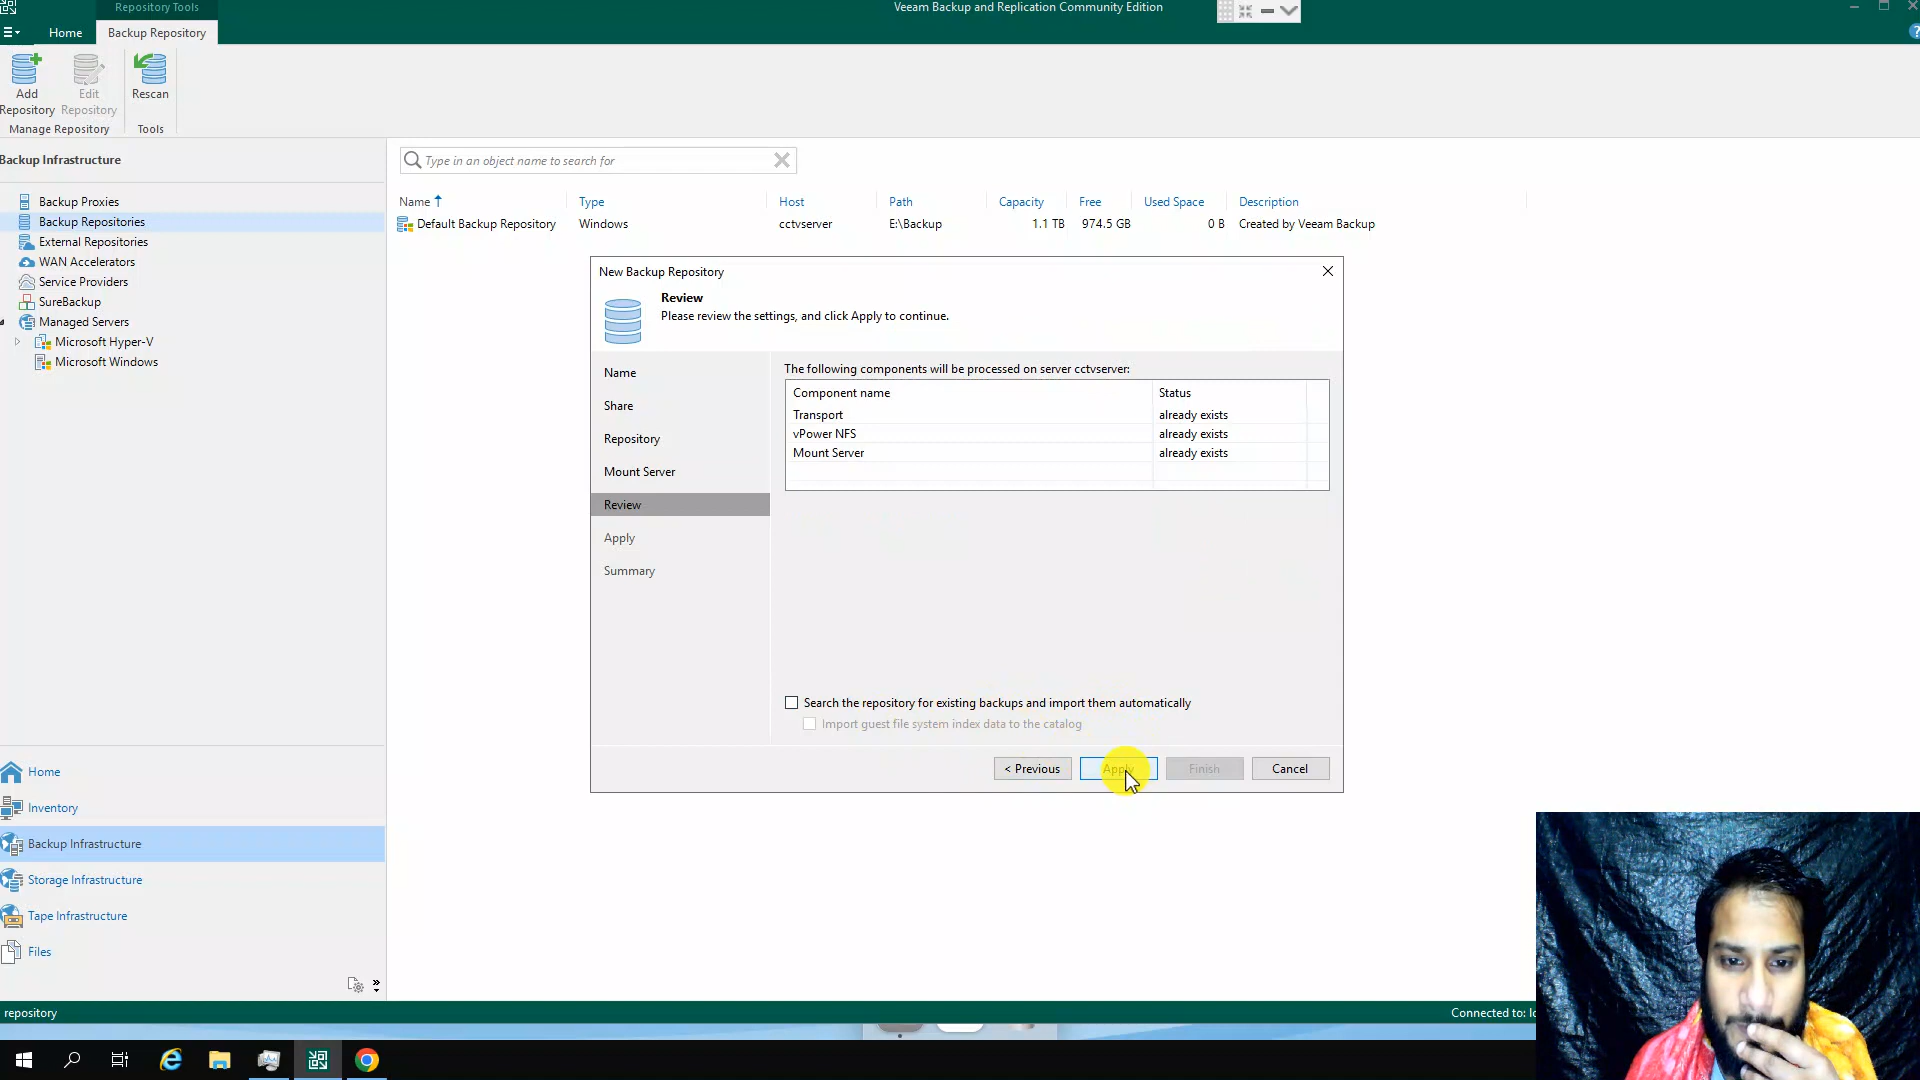 Repository Tools
Veeam Backup and Replication Community Edition
Home
Backup Repository
Add Repository
Edit Repository
Rescan
Manage Repository
Tools
Backup Infrastructure
Type in an object name to search for
Backup Proxies
Backup Repositories
External Repositories
WAN Accelerators
Service Providers
SureBackup
Managed Servers
Microsoft Hyper-V
Microsoft Windows
Name Type Host Path Capacity Free Used Space Description
Default Backup Repository Windows cctvserver E:\Backup 1.1 TB 974.5 GB 0 B Created by Veeam Backup
New Backup Repository
Review
Please review the settings, and click Apply to continue.
Name
Share
Repository
Mount Server
Review
Apply
Summary
The following components will be processed on server cctvserver:
Component name Status
Transport already exists
vPower NFS already exists
Mount Server already exists
Search the repository for existing backups and import them automatically
Import guest file system index data to the catalog
< Previous
Apply
Finish
Cancel
Home
Inventory
Backup Infrastructure
Storage Infrastructure
Tape Infrastructure
Files
repository
Connected to: